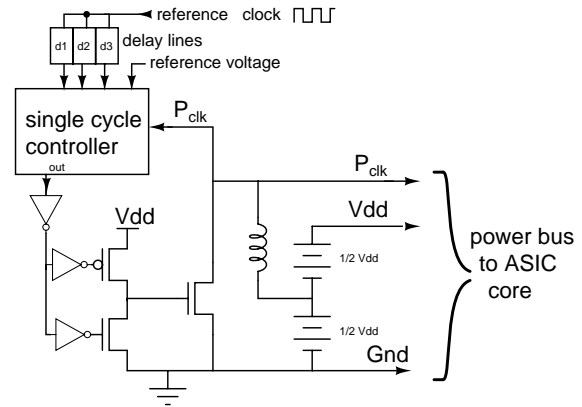 reference clock
d1 d2 d3
delay lines
reference voltage
single cycle
controller
out
Pclk
Pclk
Vdd
Vdd
1/2 Vdd
1/2 Vdd
Gnd
power bus
to ASIC
core